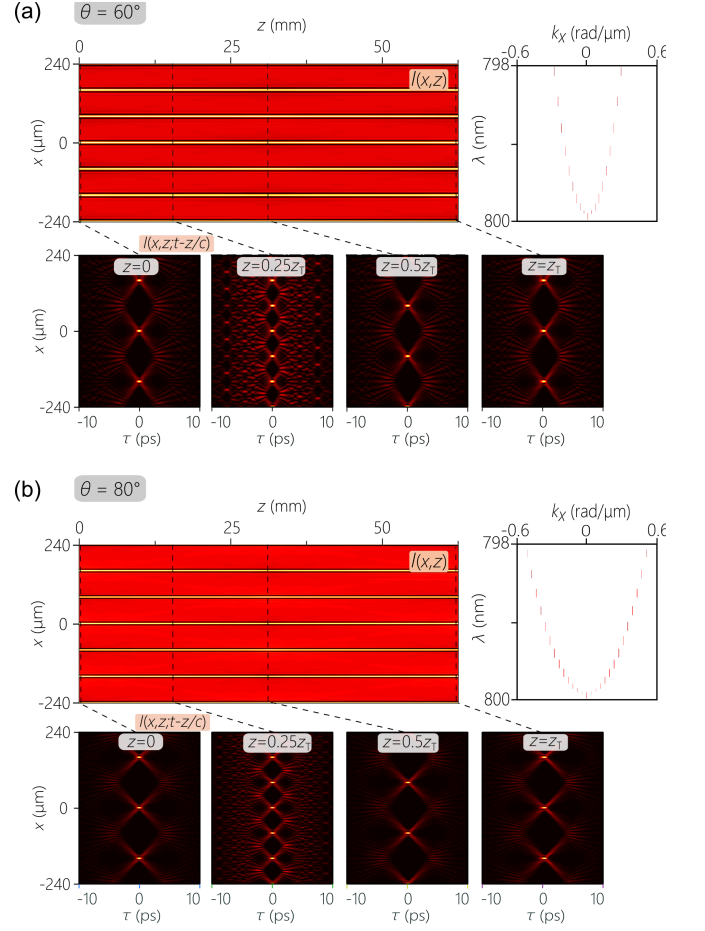 (a)
θ = 60°
z (mm)
0 25 50
240
0
-240
x (µm)
I(x,z)
kₓ (rad/µm)
-0.6 0 0.6
798
800
λ (nm)
I(x,z;t-z/c)
z=0 z=0.25z_T z=0.5z_T z=z_T
240
0
-240
x (µm)
-10 0 10 -10 0 10 -10 0 10 -10 0 10
τ (ps) τ (ps) τ (ps) τ (ps)
(b)
θ = 80°
z (mm)
0 25 50
240
0
-240
x (µm)
I(x,z)
kₓ (rad/µm)
-0.6 0 0.6
798
800
λ (nm)
I(x,z;t-z/c)
z=0 z=0.25z_T z=0.5z_T z=z_T
240
0
-240
x (µm)
-10 0 10 -10 0 10 -10 0 10 -10 0 10
τ (ps) τ (ps) τ (ps) τ (ps)